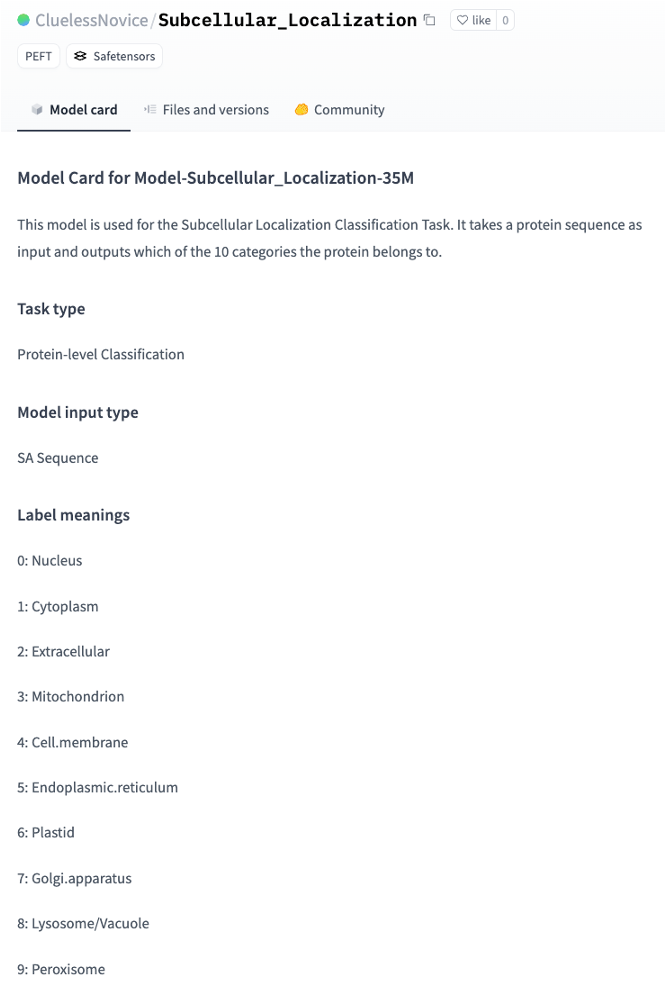 CluelessNovice/Subcellular_Localization like 0
PEFT Safetensors
Model card Files and versions Community
Model Card for Model-Subcellular_Localization-35M
This model is used for the Subcellular Localization Classification Task. It takes a protein sequence as
input and outputs which of the 10 categories the protein belongs to.
Task type
Protein-level Classification
Model input type
SA Sequence
Label meanings
0: Nucleus
1: Cytoplasm
2: Extracellular
3: Mitochondrion
4: Cell.membrane
5: Endoplasmic.reticulum
6: Plastid
7: Golgi.apparatus
8: Lysosome/Vacuole
9: Peroxisome